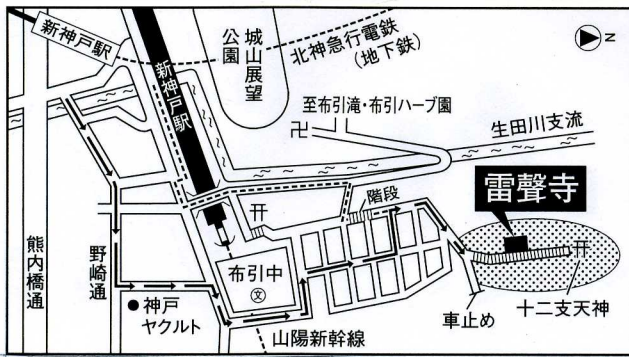 新神戸駅
城山展望
公園
北神急行電鉄
(地下鉄)
N
新神戸駅
至布引滝・布引ハーブ園
卍
生田川支流
階段
雷聲寺
布引中
文
熊内橋通
野崎通
神戸
ヤクルト
山陽新幹線
車止め
十二支天神